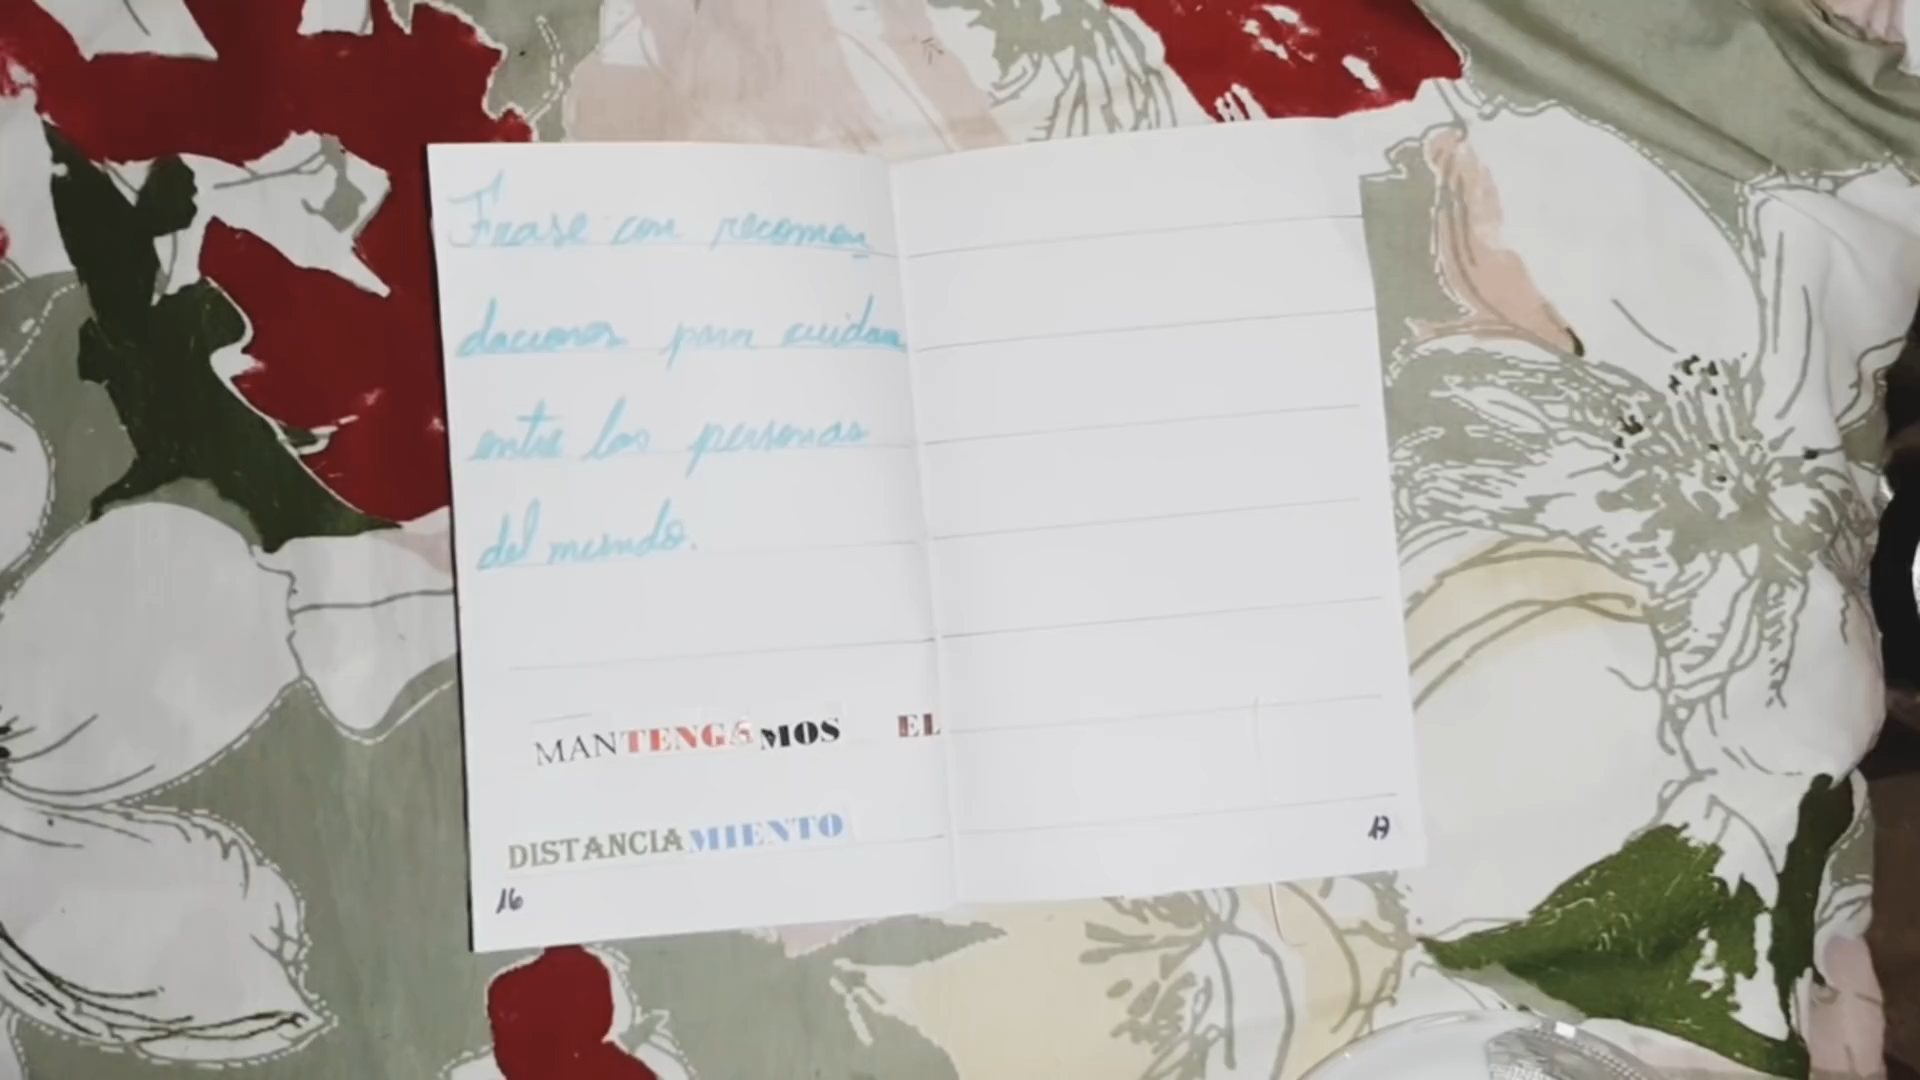 Frase con recomen
daciones para cuidar
entre las personas
del mundo.
MANTENGAMOS EL
DISTANCIAMIENTO
16
17